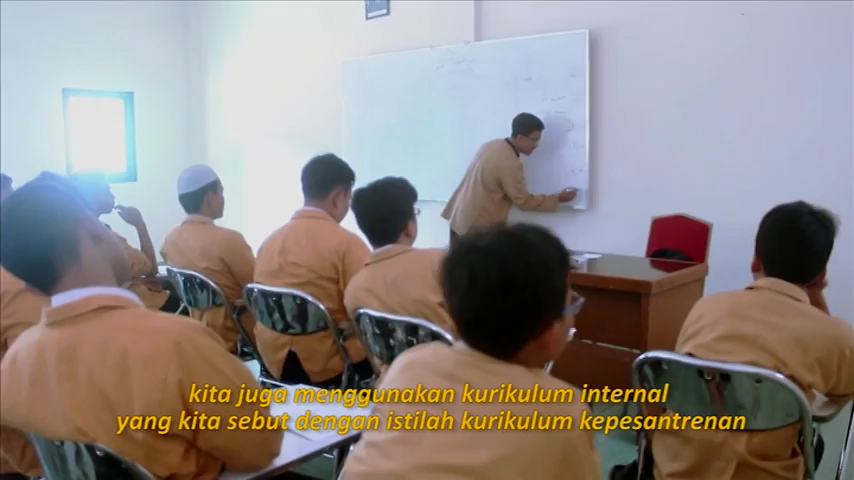 kita juga menggunakan kurikulum internal
yang kita sebut dengan istilah kurikulum kepesantrenan